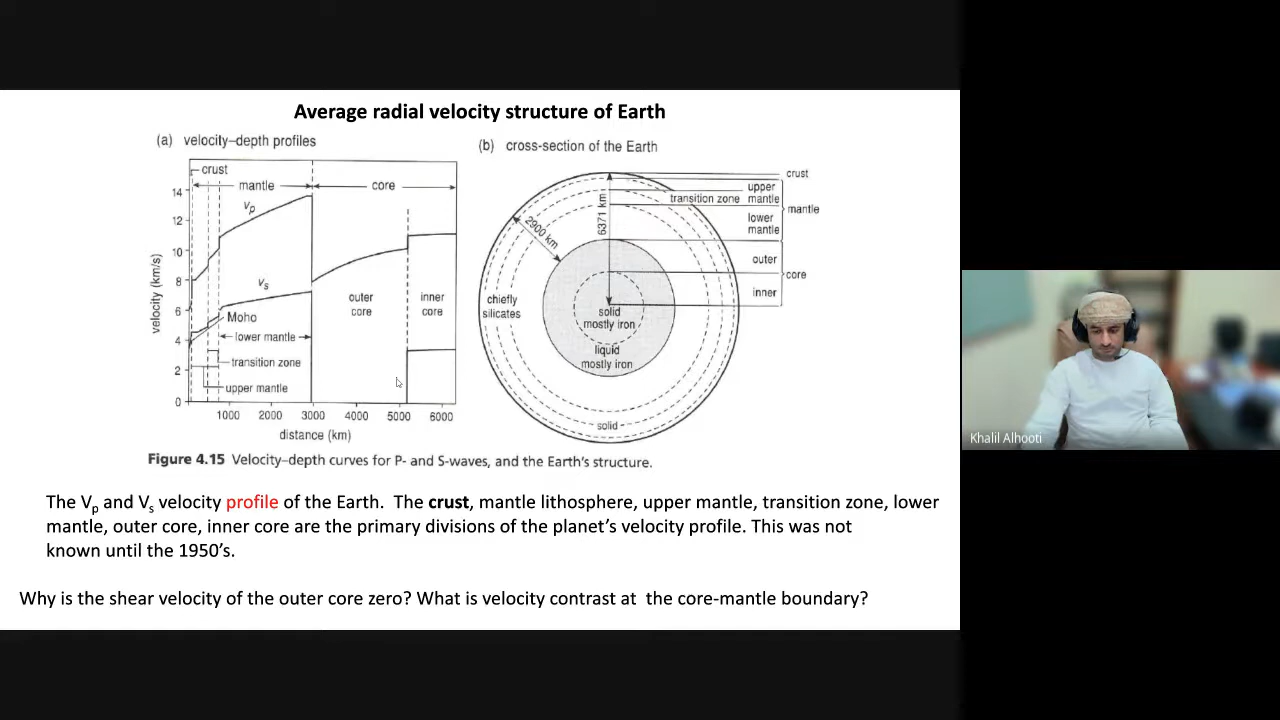 Average radial velocity structure of Earth
(a) velocity–depth profiles
crust
mantle
core
vp
vs
Moho
lower mantle
transition zone
upper mantle
outer
core
inner
core
velocity (km/s)
14
12
10
8
6
4
2
0
1000 2000 3000 4000 5000 6000
distance (km)
(b) cross-section of the Earth
crust
upper
mantle
transition zone
mantle
lower
mantle
outer
core
inner
6371 km
2900 km
chiefly
silicates
solid
mostly iron
liquid
mostly iron
solid
Figure 4.15 Velocity–depth curves for P- and S-waves, and the Earth's structure.
The Vp and Vs velocity profile of the Earth. The crust, mantle lithosphere, upper mantle, transition zone, lower
mantle, outer core, inner core are the primary divisions of the planet's velocity profile. This was not
known until the 1950's.
Why is the shear velocity of the outer core zero? What is velocity contrast at the core-mantle boundary?
Khalil Alhooti